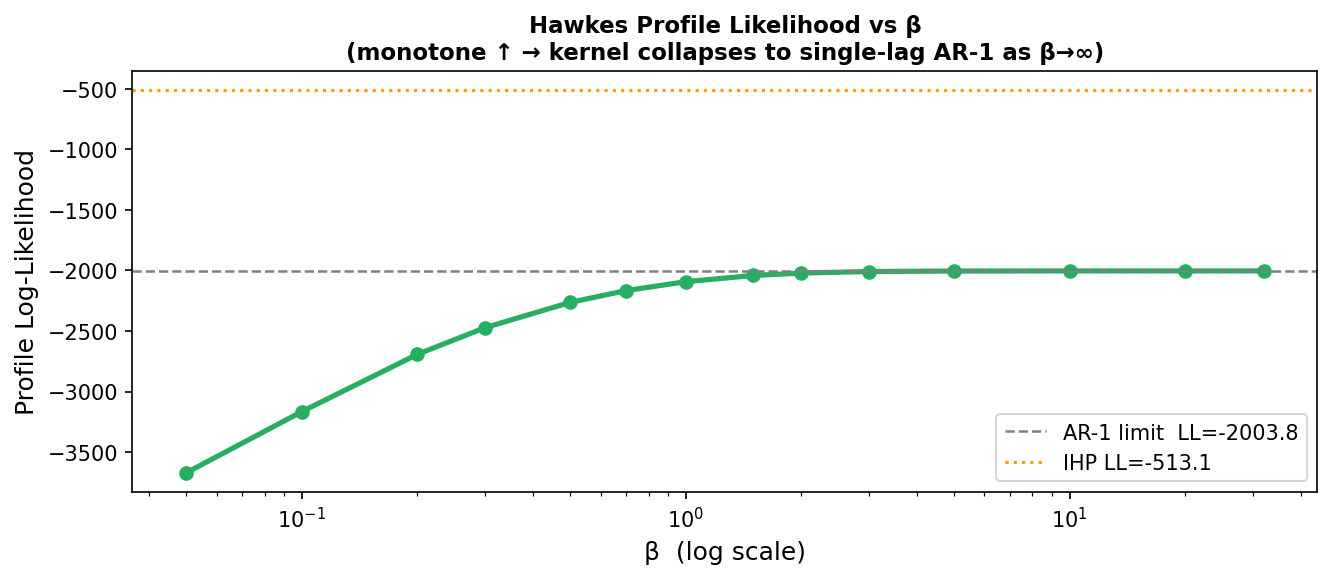 Hawkes Profile Likelihood vs β
(monotone ↑ → kernel collapses to single-lag AR-1 as β→∞)
Profile Log-Likelihood
−500
−1000
−1500
−2000
−2500
−3000
−3500
AR-1 limit  LL=-2003.8
IHP LL=-513.1
10⁻¹
10⁰
10¹
β  (log scale)